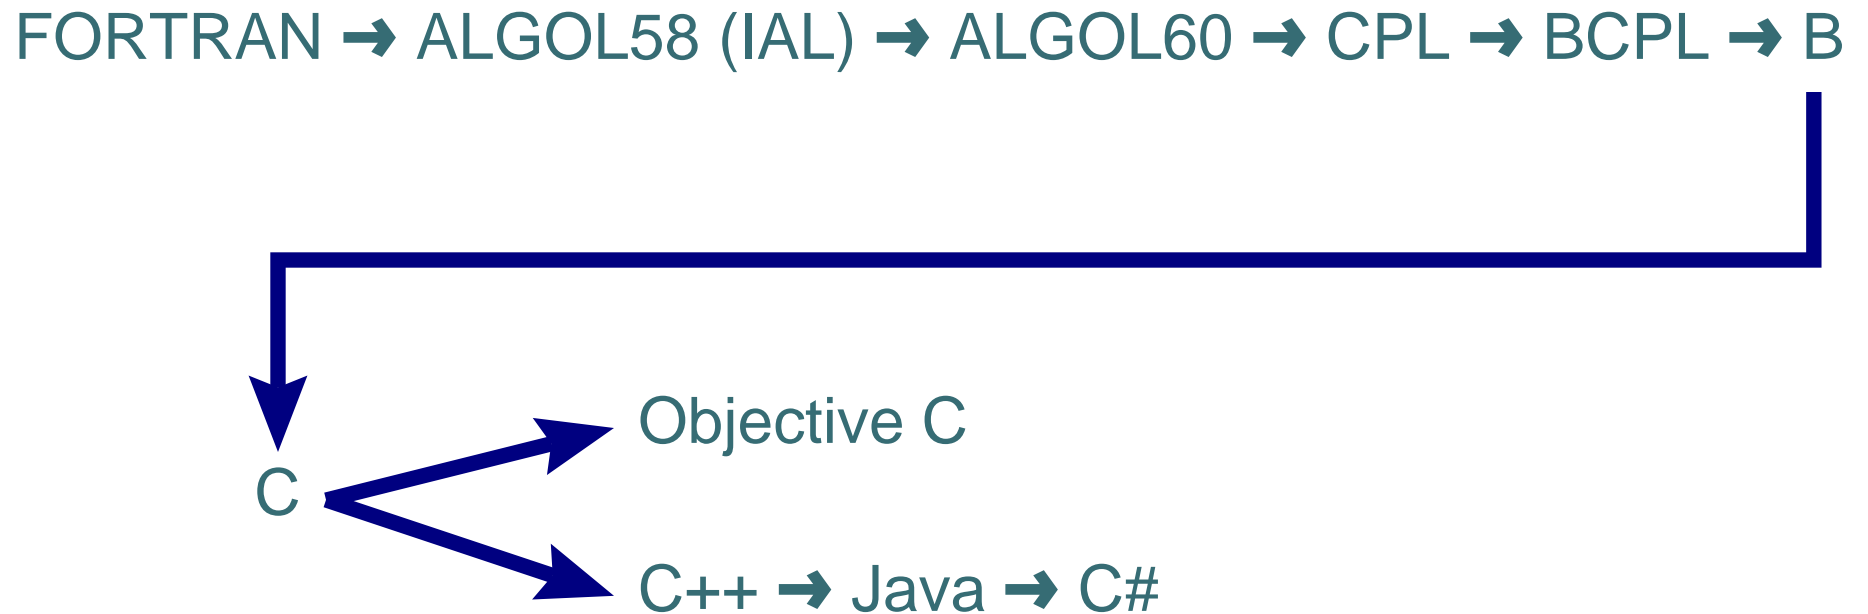 FORTRAN ➜ ALGOL58 (IAL) ➜ ALGOL60 ➜ CPL ➜ BCPL ➜ B
Objective C
C
C++ ➜ Java ➜ C#